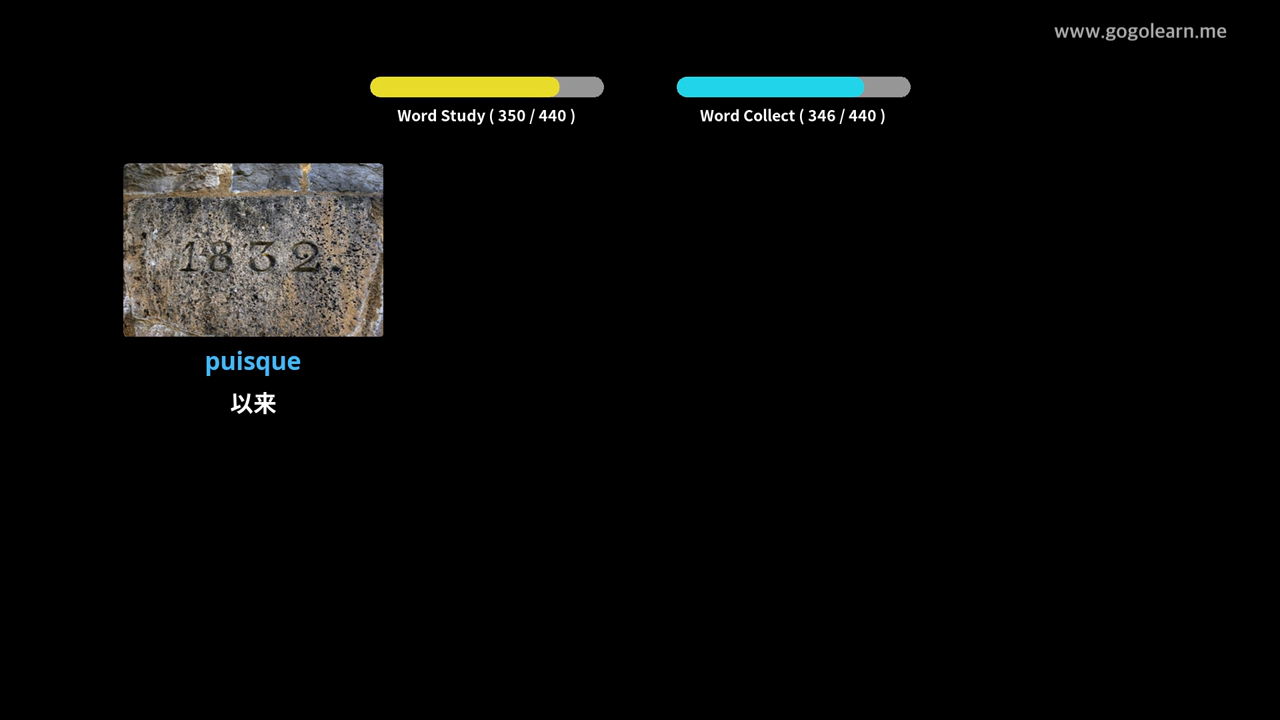 www.gogolearn.me
Word Study ( 350 / 440 )
Word Collect ( 346 / 440 )
1832.
puisque
以来